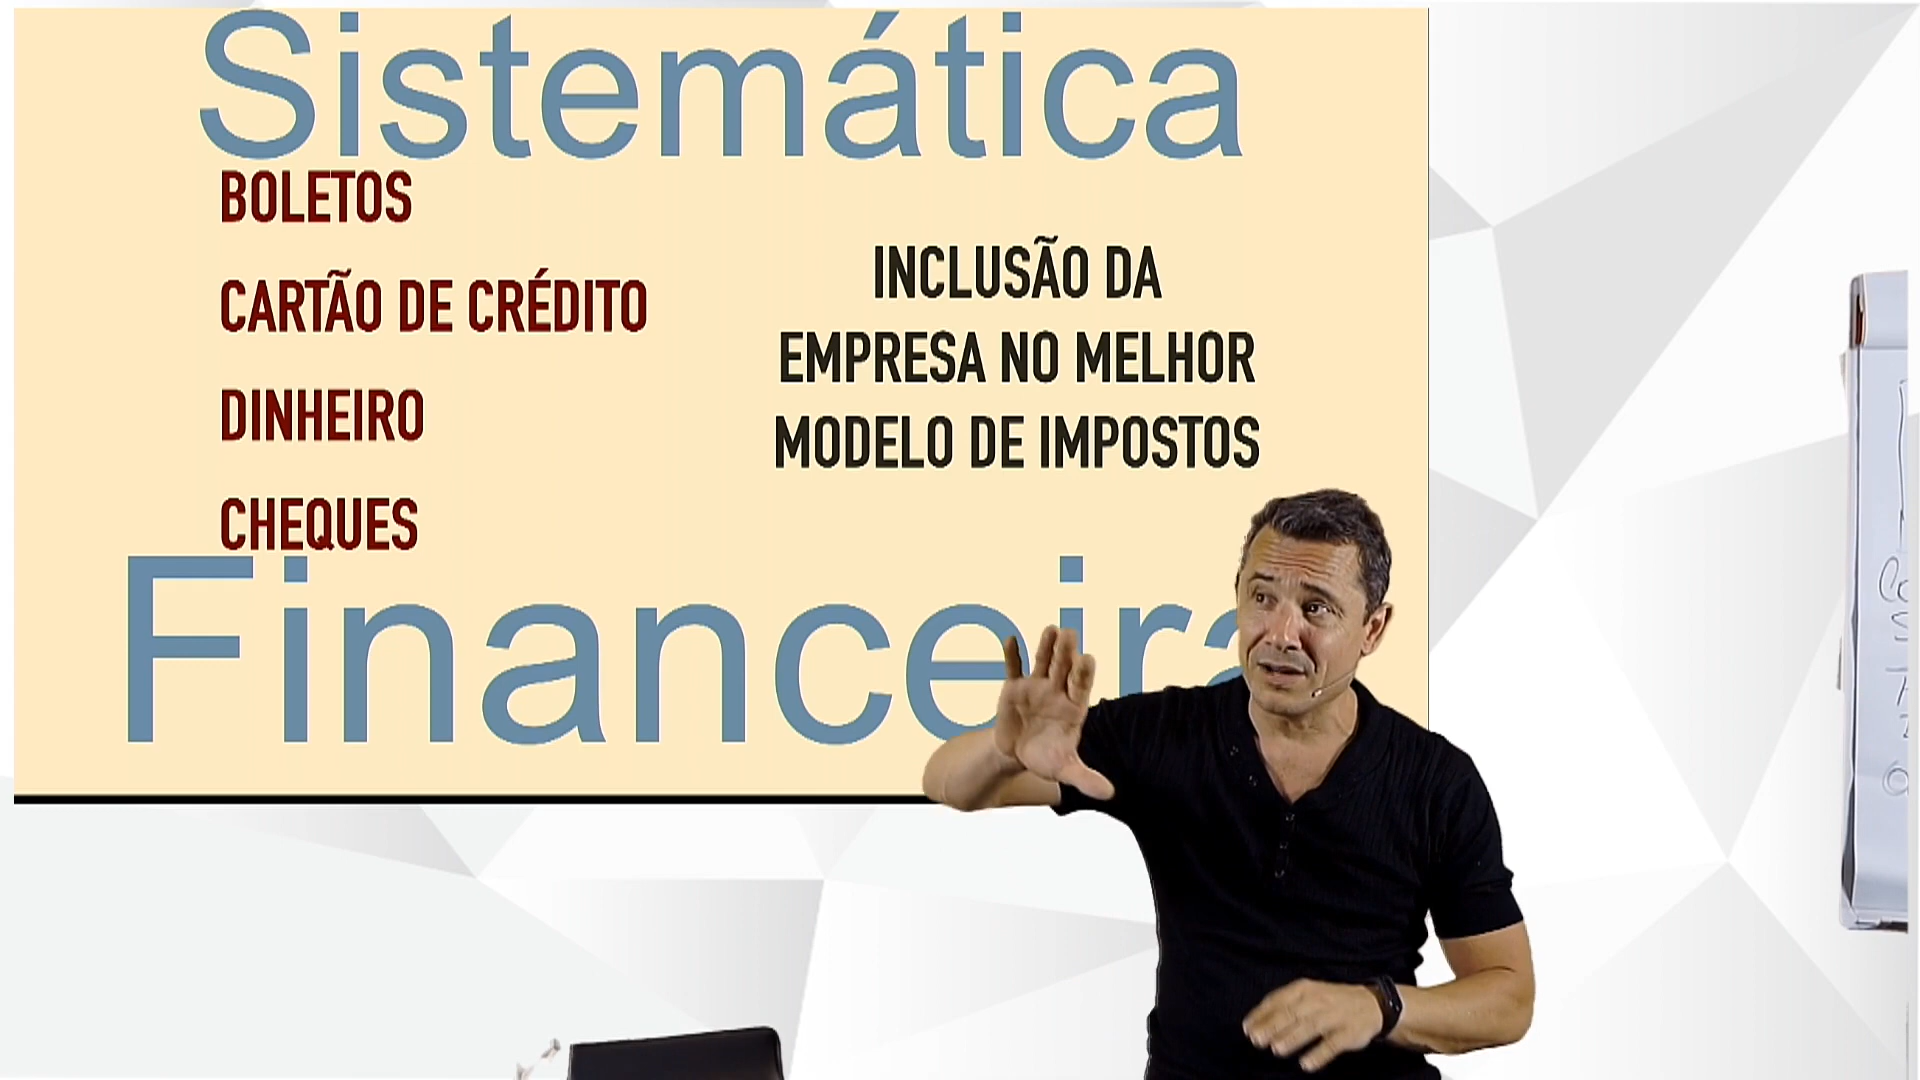 Sistemática
BOLETOS
CARTÃO DE CRÉDITO
DINHEIRO
CHEQUES
INCLUSÃO DA
EMPRESA NO MELHOR
MODELO DE IMPOSTOS
Financeira